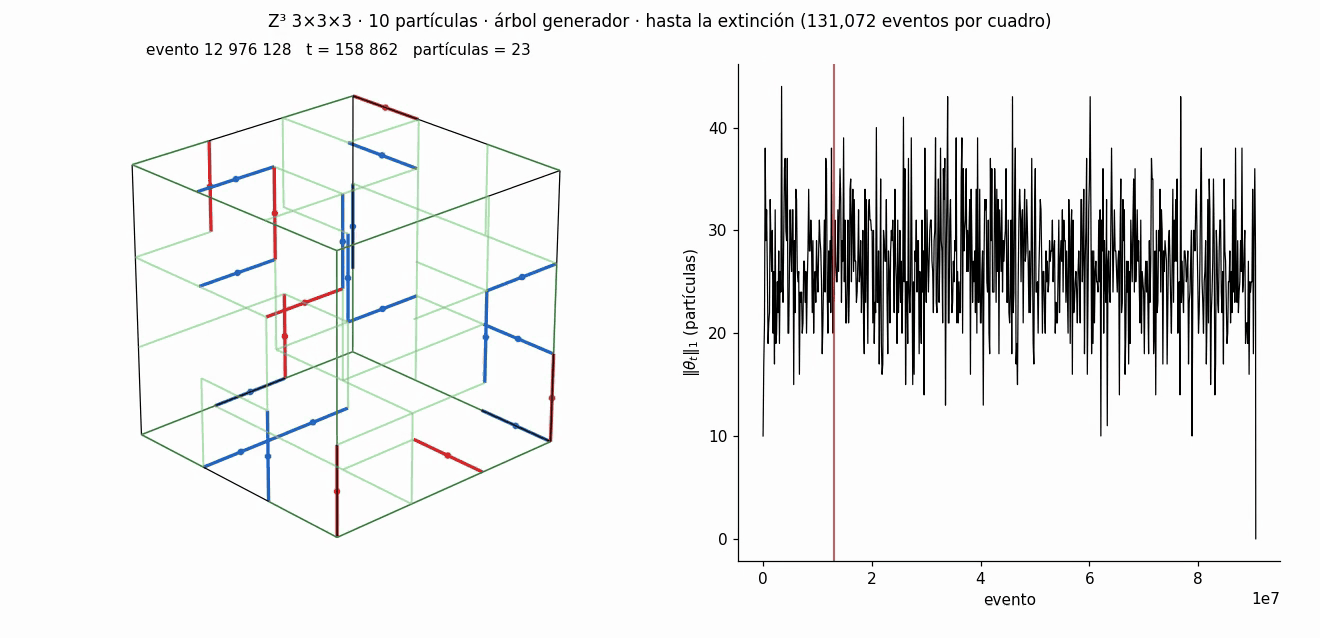 Z³ 3×3×3 · 10 partículas · árbol generador · hasta la extinción (131,072 eventos por cuadro)
evento 12 976 128   t = 158 862   partículas = 23
‖θₜ‖₁ (partículas)
40
30
20
10
0
0 2 4 6 8
1e7
evento